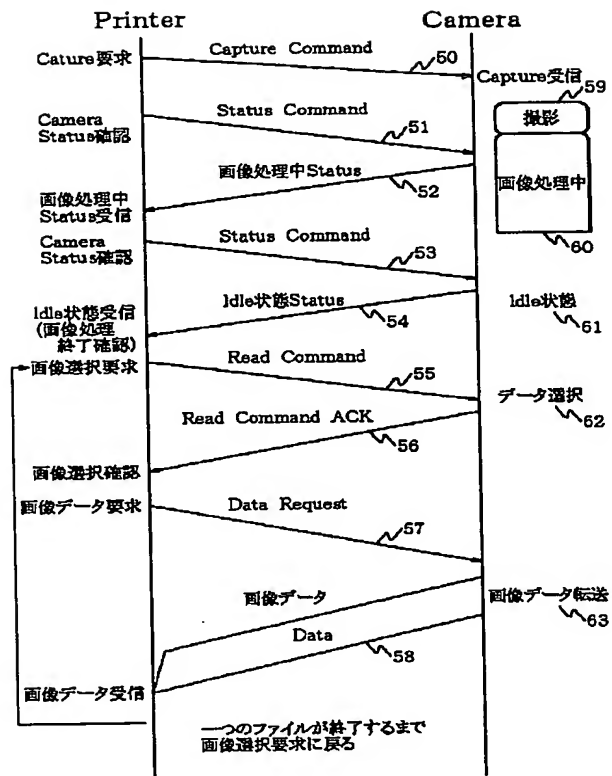 Printer
Camera
Cature要求
Capture Command
50
Capture受信
59
撮影
Camera
Status確認
Status Command
51
画像処理中Status
52
画像処理中
60
画像処理中
Status受信
Camera
Status確認
Status Command
53
Idle状態Status
54
Idle状態
61
Idle状態受信
(画像処理
終了確認)
画像選択要求
Read Command
55
データ選択
62
Read Command ACK
56
画像選択確認
画像データ要求
Data Request
57
画像データ
画像データ転送
63
Data
58
画像データ受信
一つのファイルが終了するまで
画像選択要求に戻る